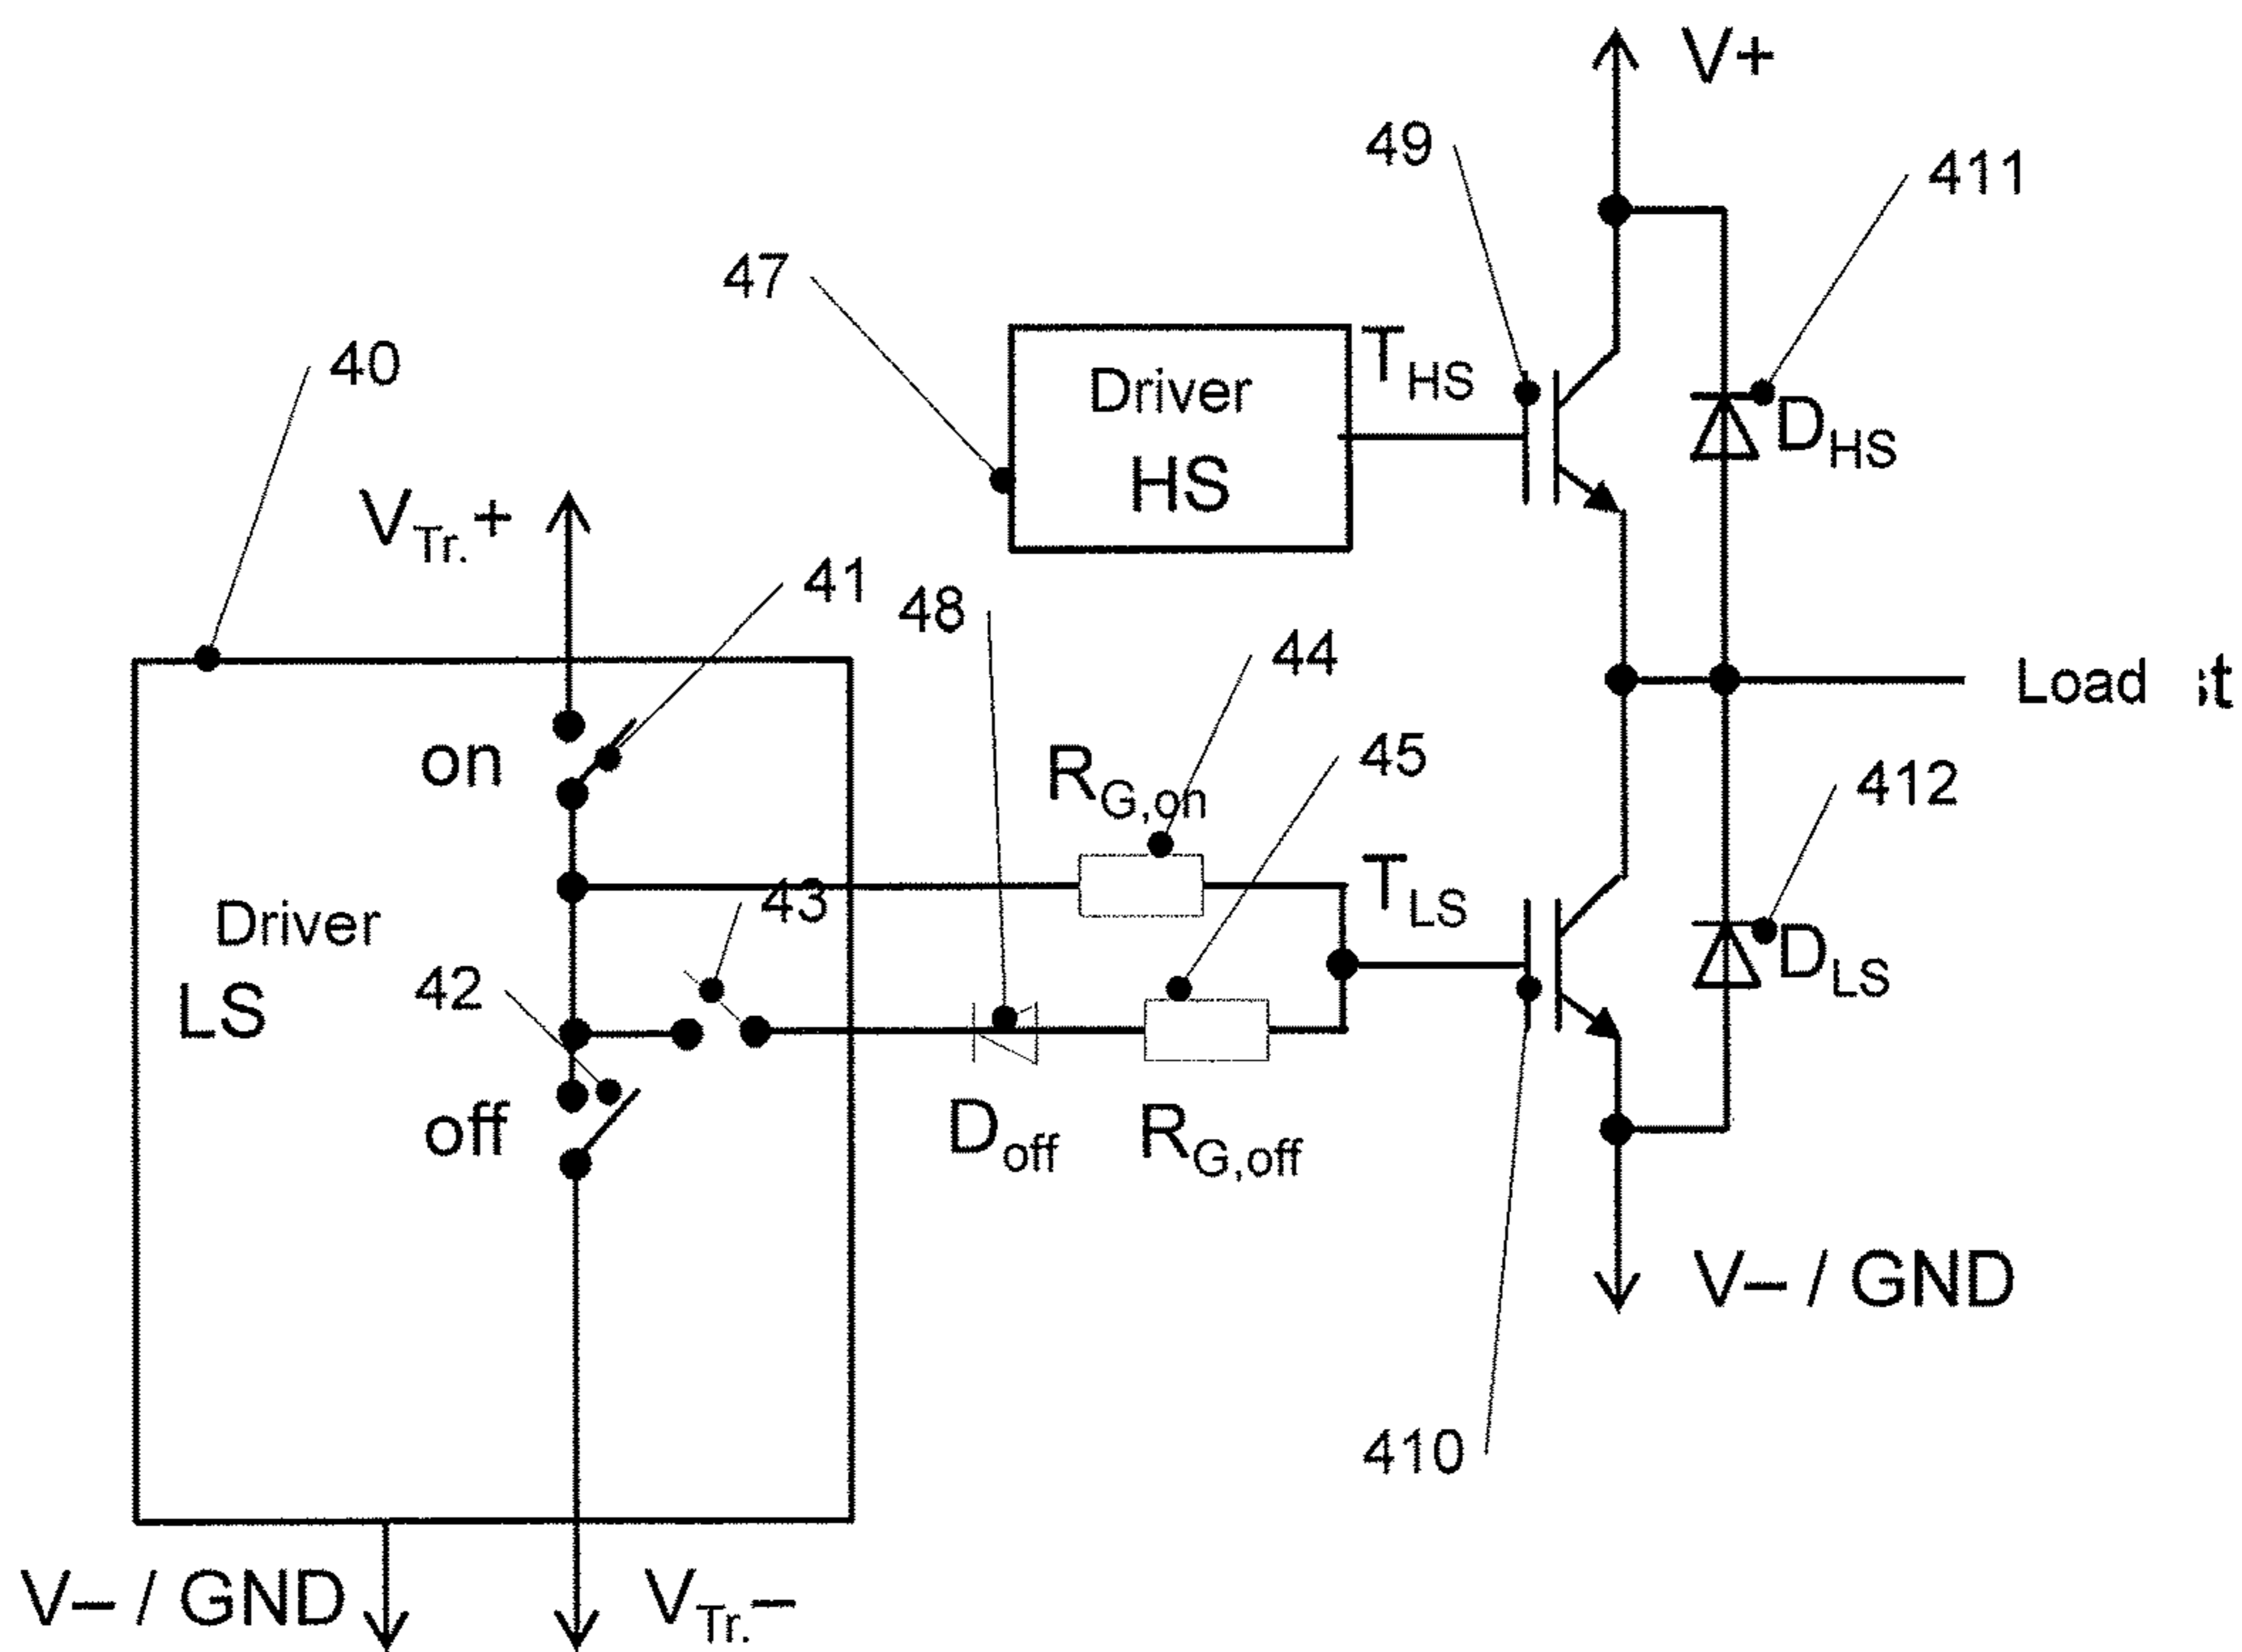 V+
49
411
47
T_HS
40
Driver
HS
D_HS
V_Tr.+
41
48
44
Load it
on
R_G,on
45
412
43
T_LS
Driver
LS
42
D_LS
off
D_off
R_G,off
V– / GND
410
V– / GND
V_Tr.–